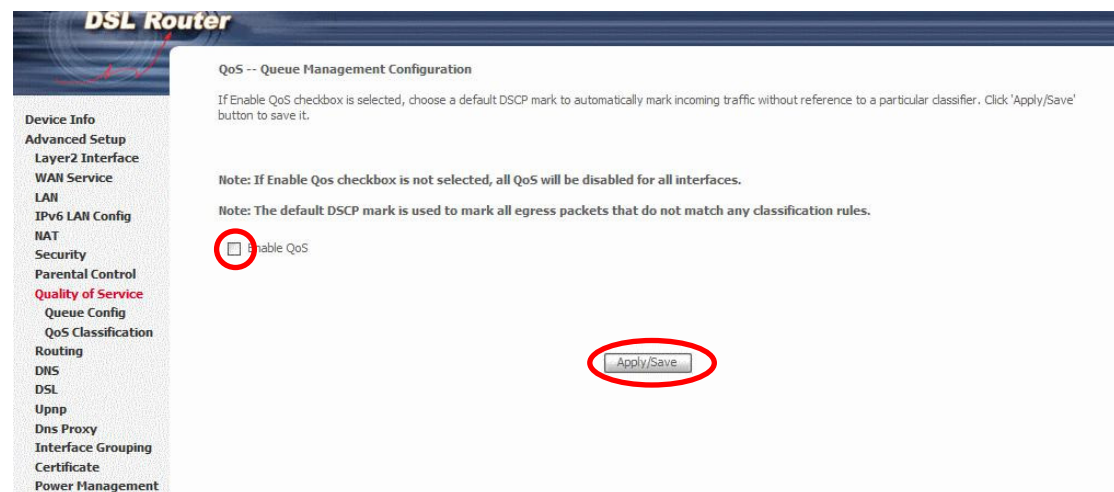 DSL Router
QoS -- Queue Management Configuration
If Enable QoS checkbox is selected, choose a default DSCP mark to automatically mark incoming traffic without reference to a particular classifier. Click 'Apply/Save'
button to save it.
Note: If Enable Qos checkbox is not selected, all QoS will be disabled for all interfaces.
Note: The default DSCP mark is used to mark all egress packets that do not match any classification rules.
Enable QoS
Apply/Save
Device Info
Advanced Setup
Layer2 Interface
WAN Service
LAN
IPv6 LAN Config
NAT
Security
Parental Control
Quality of Service
Queue Config
QoS Classification
Routing
DNS
DSL
Upnp
Dns Proxy
Interface Grouping
Certificate
Power Management